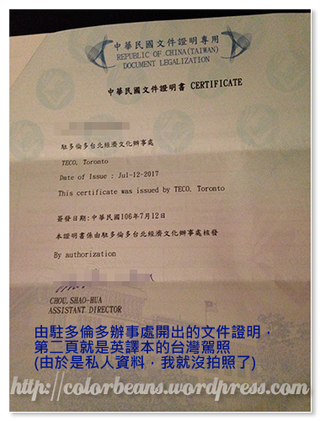 中華民國文件證明專用
REPUBLIC OF CHINA(TAIWAN)
DOCUMENT LEGALIZATION
中華民國文件證明書 CERTIFICATE
駐多倫多台北經濟文化辦事處
TECO, Toronto
Date of Issue : Jul-12-2017
This certificate was issued by TECO, Toronto
簽發日期:中華民國106年7月12日
本證明書係由駐多倫多台北經濟文化辦事處核發
By authorization
CHOU, SHAO-HUA
ASSISTANT DIRECTOR
由駐多倫多辦事處開出的文件證明，
第二頁就是英譯本的台灣駕照
(由於是私人資料，我就沒拍照了)
http://colorbeans.wordpress.com